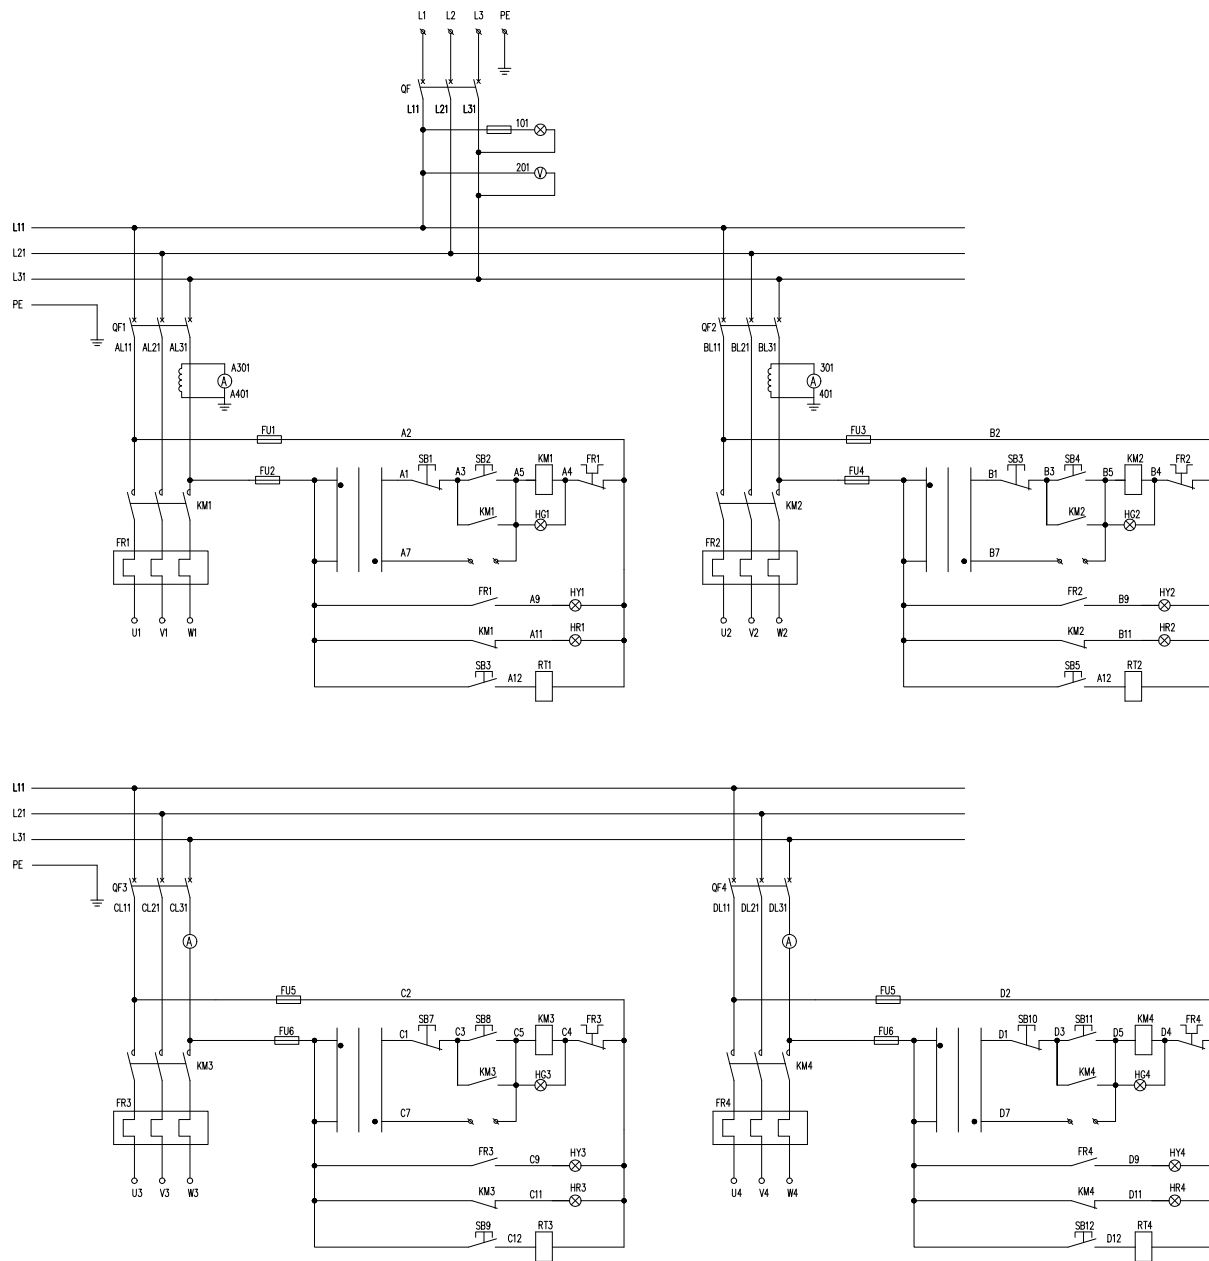 L1 L2 L3 PE
QF
L11 L21 L31
101
201 V
L11
L21
L31
PE
QF1 QF2
AL11 AL21 AL31 BL11 BL21 BL31
A301 301
A A
A401 401
FU1 A2 FU3 B2
FU2 A1 SB1 A3 SB2 A5 KM1 A4 FR1 FU4 B1 SB3 B3 SB4 B5 KM2 B4 FR2
KM1 KM1 HG1 KM2 KM2 HG2
FR1 A7 FR2 B7
FR1 A9 HY1 FR2 B9 HY2
U1 V1 W1 KM1 A11 HR1 U2 V2 W2 KM2 B11 HR2
SB3 A12 RT1 SB5 A12 RT2
L11
L21
L31
PE
QF3 QF4
CL11 CL21 CL31 DL11 DL21 DL31
A A
FU5 C2 FU5 D2
FU6 C1 SB7 C3 SB8 C5 KM3 C4 FR3 FU6 D1 SB10 D3 SB11 D5 KM4 D4 FR4
KM3 KM3 HG3 KM4 KM4 HG4
FR3 C7 FR4 D7
FR3 C9 HY3 FR4 D9 HY4
U3 V3 W3 KM3 C11 HR3 U4 V4 W4 KM4 D11 HR4
SB9 C12 RT3 SB12 D12 RT4